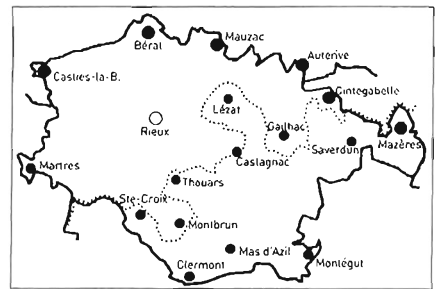 Béral
Mauzac
Auterive
Castres-la-B.
Cintegabelle
Lézat
Rieux
Gailhac
Mazères
Saverdun
Castagnac
Martres
Thouars
Ste-Croix
Montbrun
Mas d'Azil
Montégut
Clermont